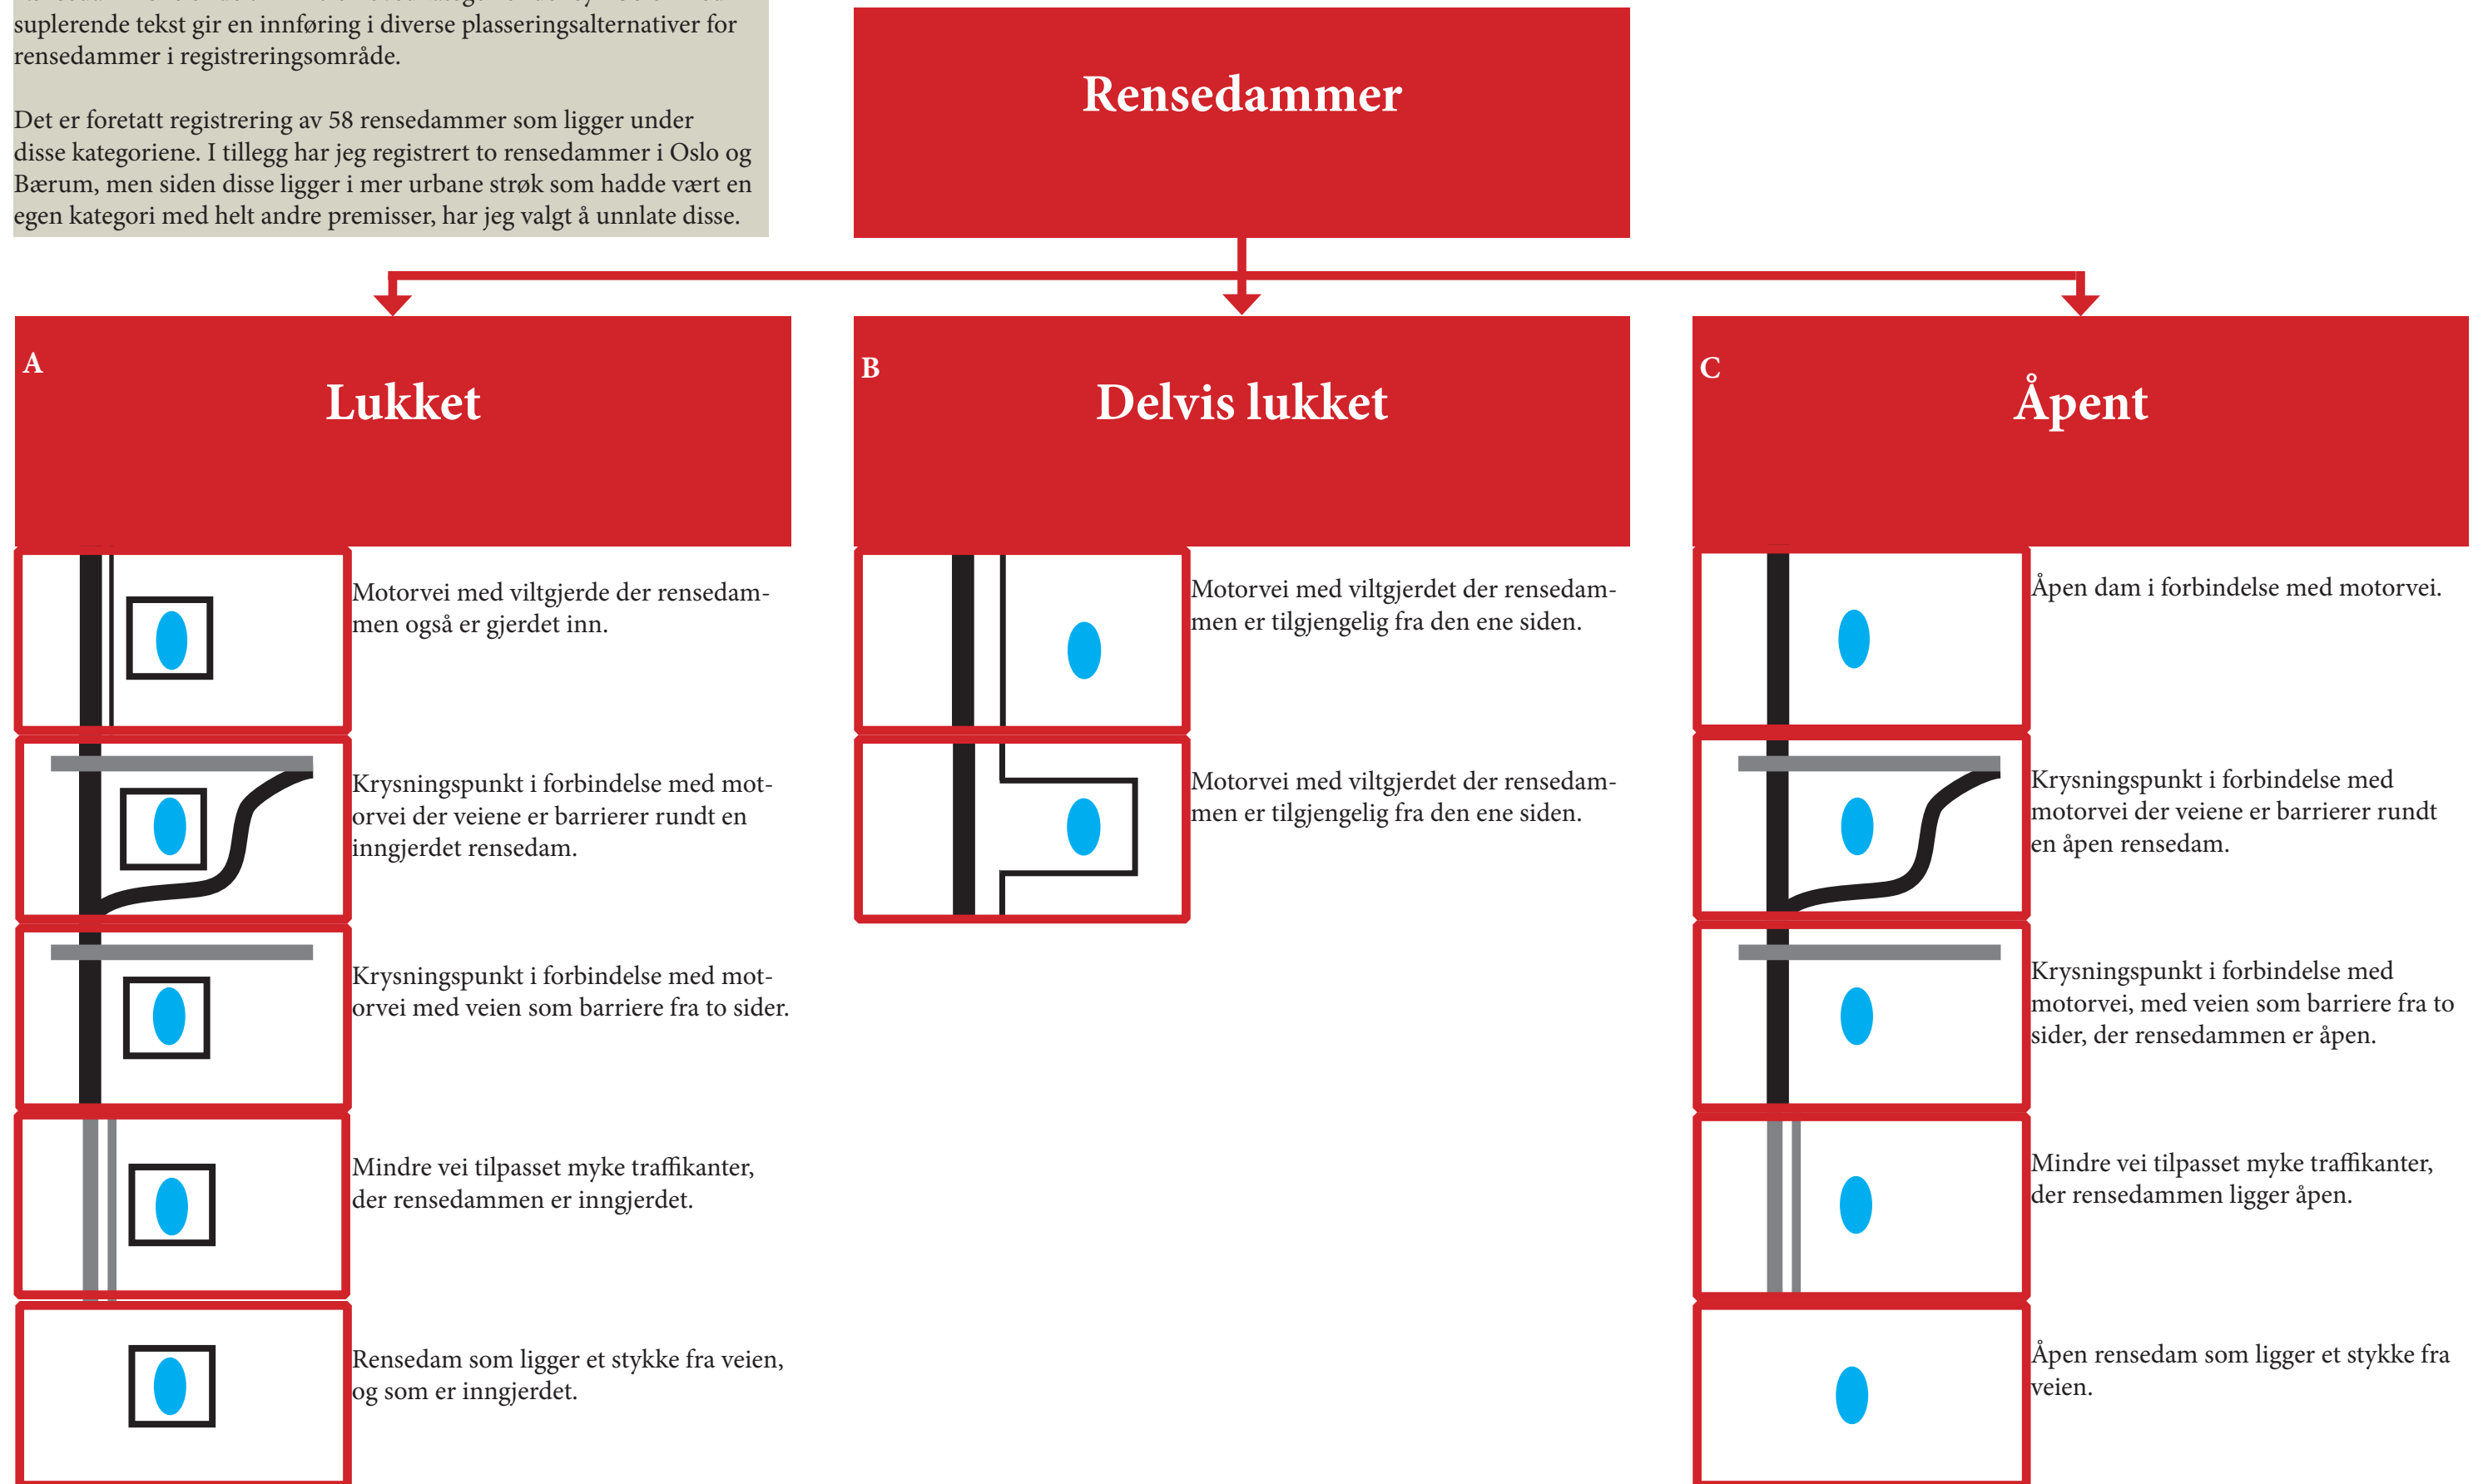 suplerende tekst gir en innføring i diverse plasseringsalternativer for
rensedammer i registreringsområde.
Det er foretatt registrering av 58 rensedammer som ligger under
disse kategoriene. I tillegg har jeg registrert to rensedammer i Oslo og
Bærum, men siden disse ligger i mer urbane strøk som hadde vært en
egen kategori med helt andre premisser, har jeg valgt å unnlate disse.
Rensedammer
A
Lukket
Motorvei med viltgjerde der rensedam-
men også er gjerdet inn.
Krysningspunkt i forbindelse med mot-
orvei der veiene er barrierer rundt en
inngjerdet rensedam.
Krysningspunkt i forbindelse med mot-
orvei med veien som barriere fra to sider.
Mindre vei tilpasset myke traffikanter,
der rensedammen er inngjerdet.
Rensedam som ligger et stykke fra veien,
og som er inngjerdet.
B
Delvis lukket
Motorvei med viltgjerdet der rensedam-
men er tilgjengelig fra den ene siden.
Motorvei med viltgjerdet der rensedam-
men er tilgjengelig fra den ene siden.
C
Åpent
Åpen dam i forbindelse med motorvei.
Krysningspunkt i forbindelse med
motorvei der veiene er barrierer rundt
en åpen rensedam.
Krysningspunkt i forbindelse med
motorvei, med veien som barriere fra to
sider, der rensedammen er åpen.
Mindre vei tilpasset myke traffikanter,
der rensedammen ligger åpen.
Åpen rensedam som ligger et stykke fra
veien.